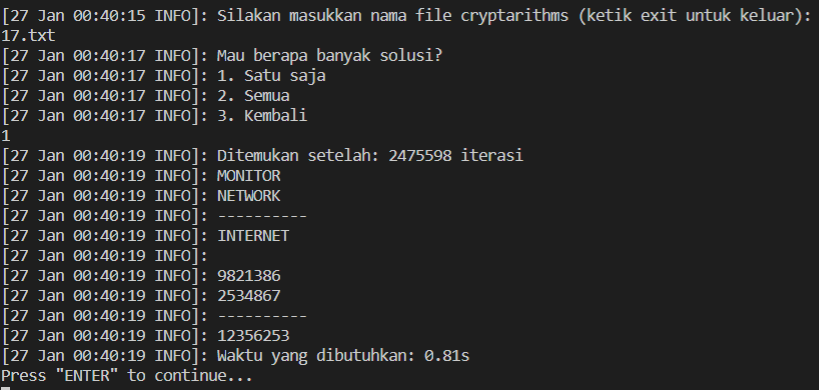 [27 Jan 00:40:15 INFO]: Silakan masukkan nama file cryptarithms (ketik exit untuk keluar):
17.txt
[27 Jan 00:40:17 INFO]: Mau berapa banyak solusi?
[27 Jan 00:40:17 INFO]: 1. Satu saja
[27 Jan 00:40:17 INFO]: 2. Semua
[27 Jan 00:40:17 INFO]: 3. Kembali
1
[27 Jan 00:40:19 INFO]: Ditemukan setelah: 2475598 iterasi
[27 Jan 00:40:19 INFO]: MONITOR
[27 Jan 00:40:19 INFO]: NETWORK
[27 Jan 00:40:19 INFO]: ----------
[27 Jan 00:40:19 INFO]: INTERNET
[27 Jan 00:40:19 INFO]:
[27 Jan 00:40:19 INFO]: 9821386
[27 Jan 00:40:19 INFO]: 2534867
[27 Jan 00:40:19 INFO]: ----------
[27 Jan 00:40:19 INFO]: 12356253
[27 Jan 00:40:19 INFO]: Waktu yang dibutuhkan: 0.81s
Press "ENTER" to continue...